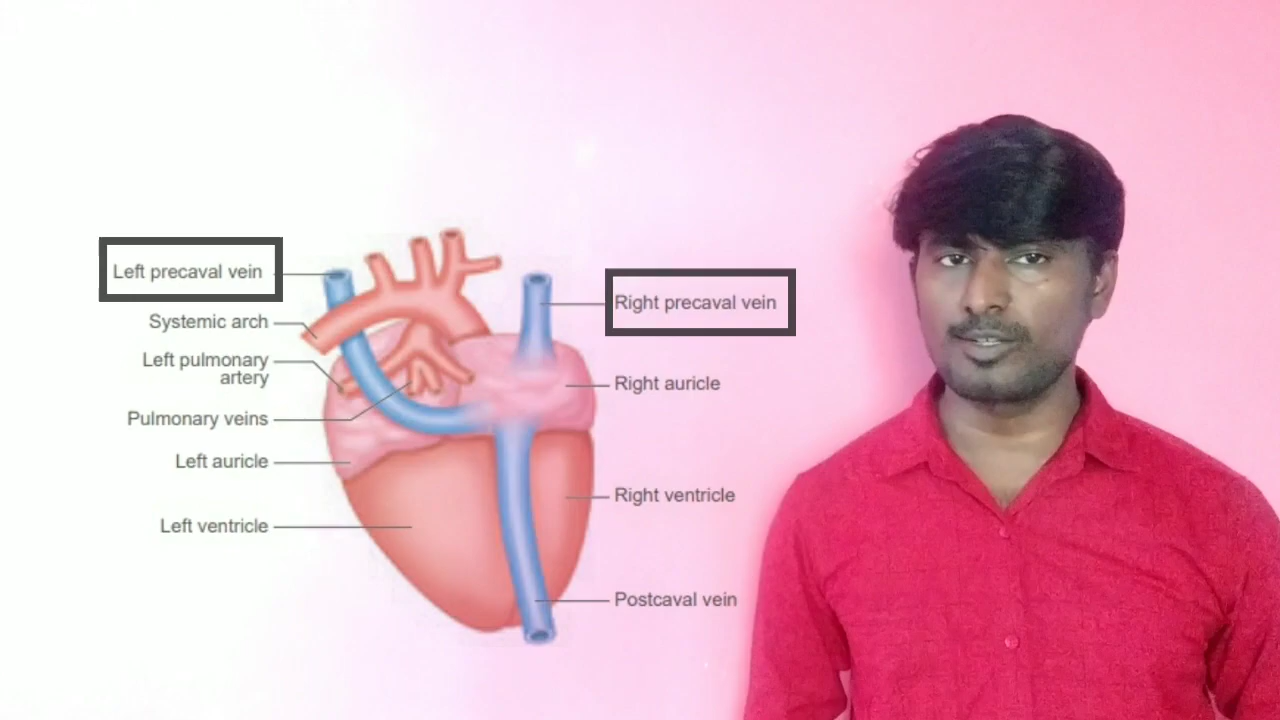 Left precaval vein
Systemic arch
Left pulmonary
artery
Pulmonary veins
Left auricle
Left ventricle
Right precaval vein
Right auricle
Right ventricle
Postcaval vein